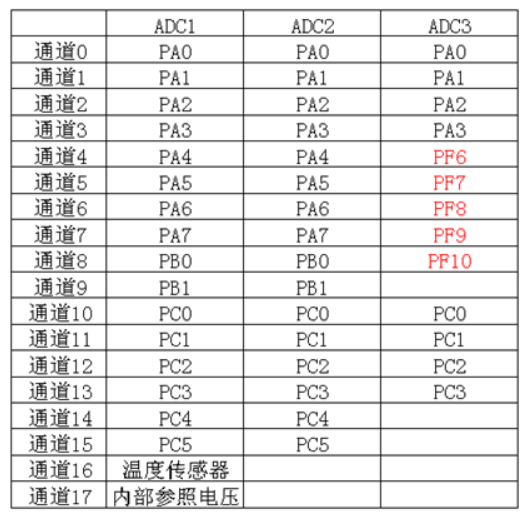 ADC1 ADC2 ADC3
通道0 PA0 PA0 PA0
通道1 PA1 PA1 PA1
通道2 PA2 PA2 PA2
通道3 PA3 PA3 PA3
通道4 PA4 PA4 PF6
通道5 PA5 PA5 PF7
通道6 PA6 PA6 PF8
通道7 PA7 PA7 PF9
通道8 PB0 PB0 PF10
通道9 PB1 PB1
通道10 PC0 PC0 PC0
通道11 PC1 PC1 PC1
通道12 PC2 PC2 PC2
通道13 PC3 PC3 PC3
通道14 PC4 PC4
通道15 PC5 PC5
通道16 温度传感器
通道17 内部参照电压